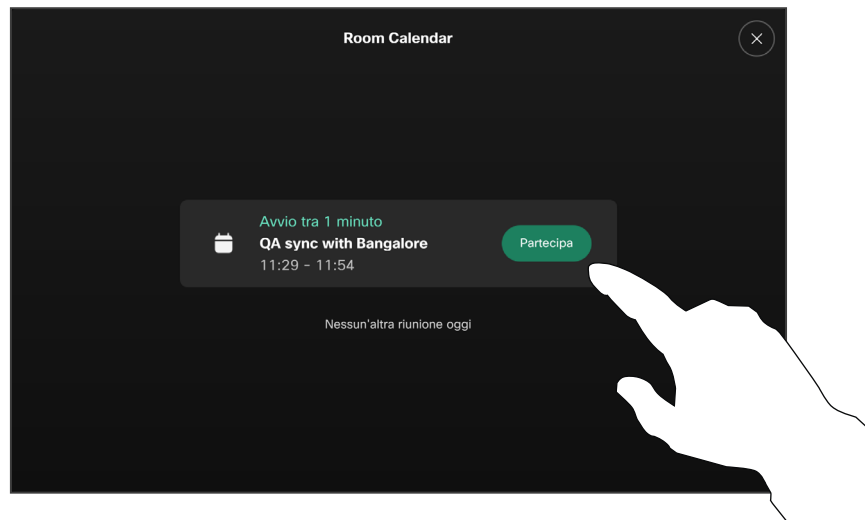 Room Calendar
Avvio tra 1 minuto
QA sync with Bangalore
Partecipa
11:29 - 11:54
Nessun'altra riunione oggi